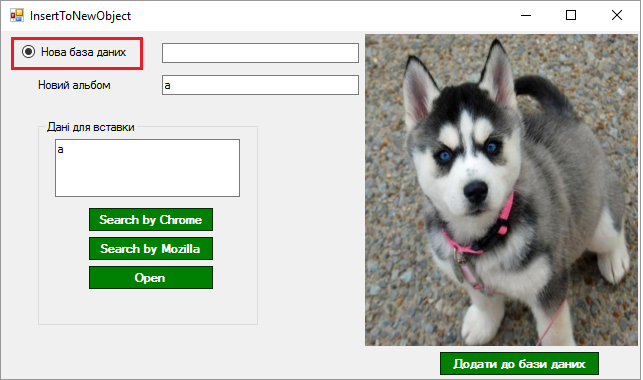 InsertToNewObject
Нова база даних
Новий альбом
a
Дані для вставки
a
Search by Chrome
Search by Mozilla
Open
Додати до бази даних